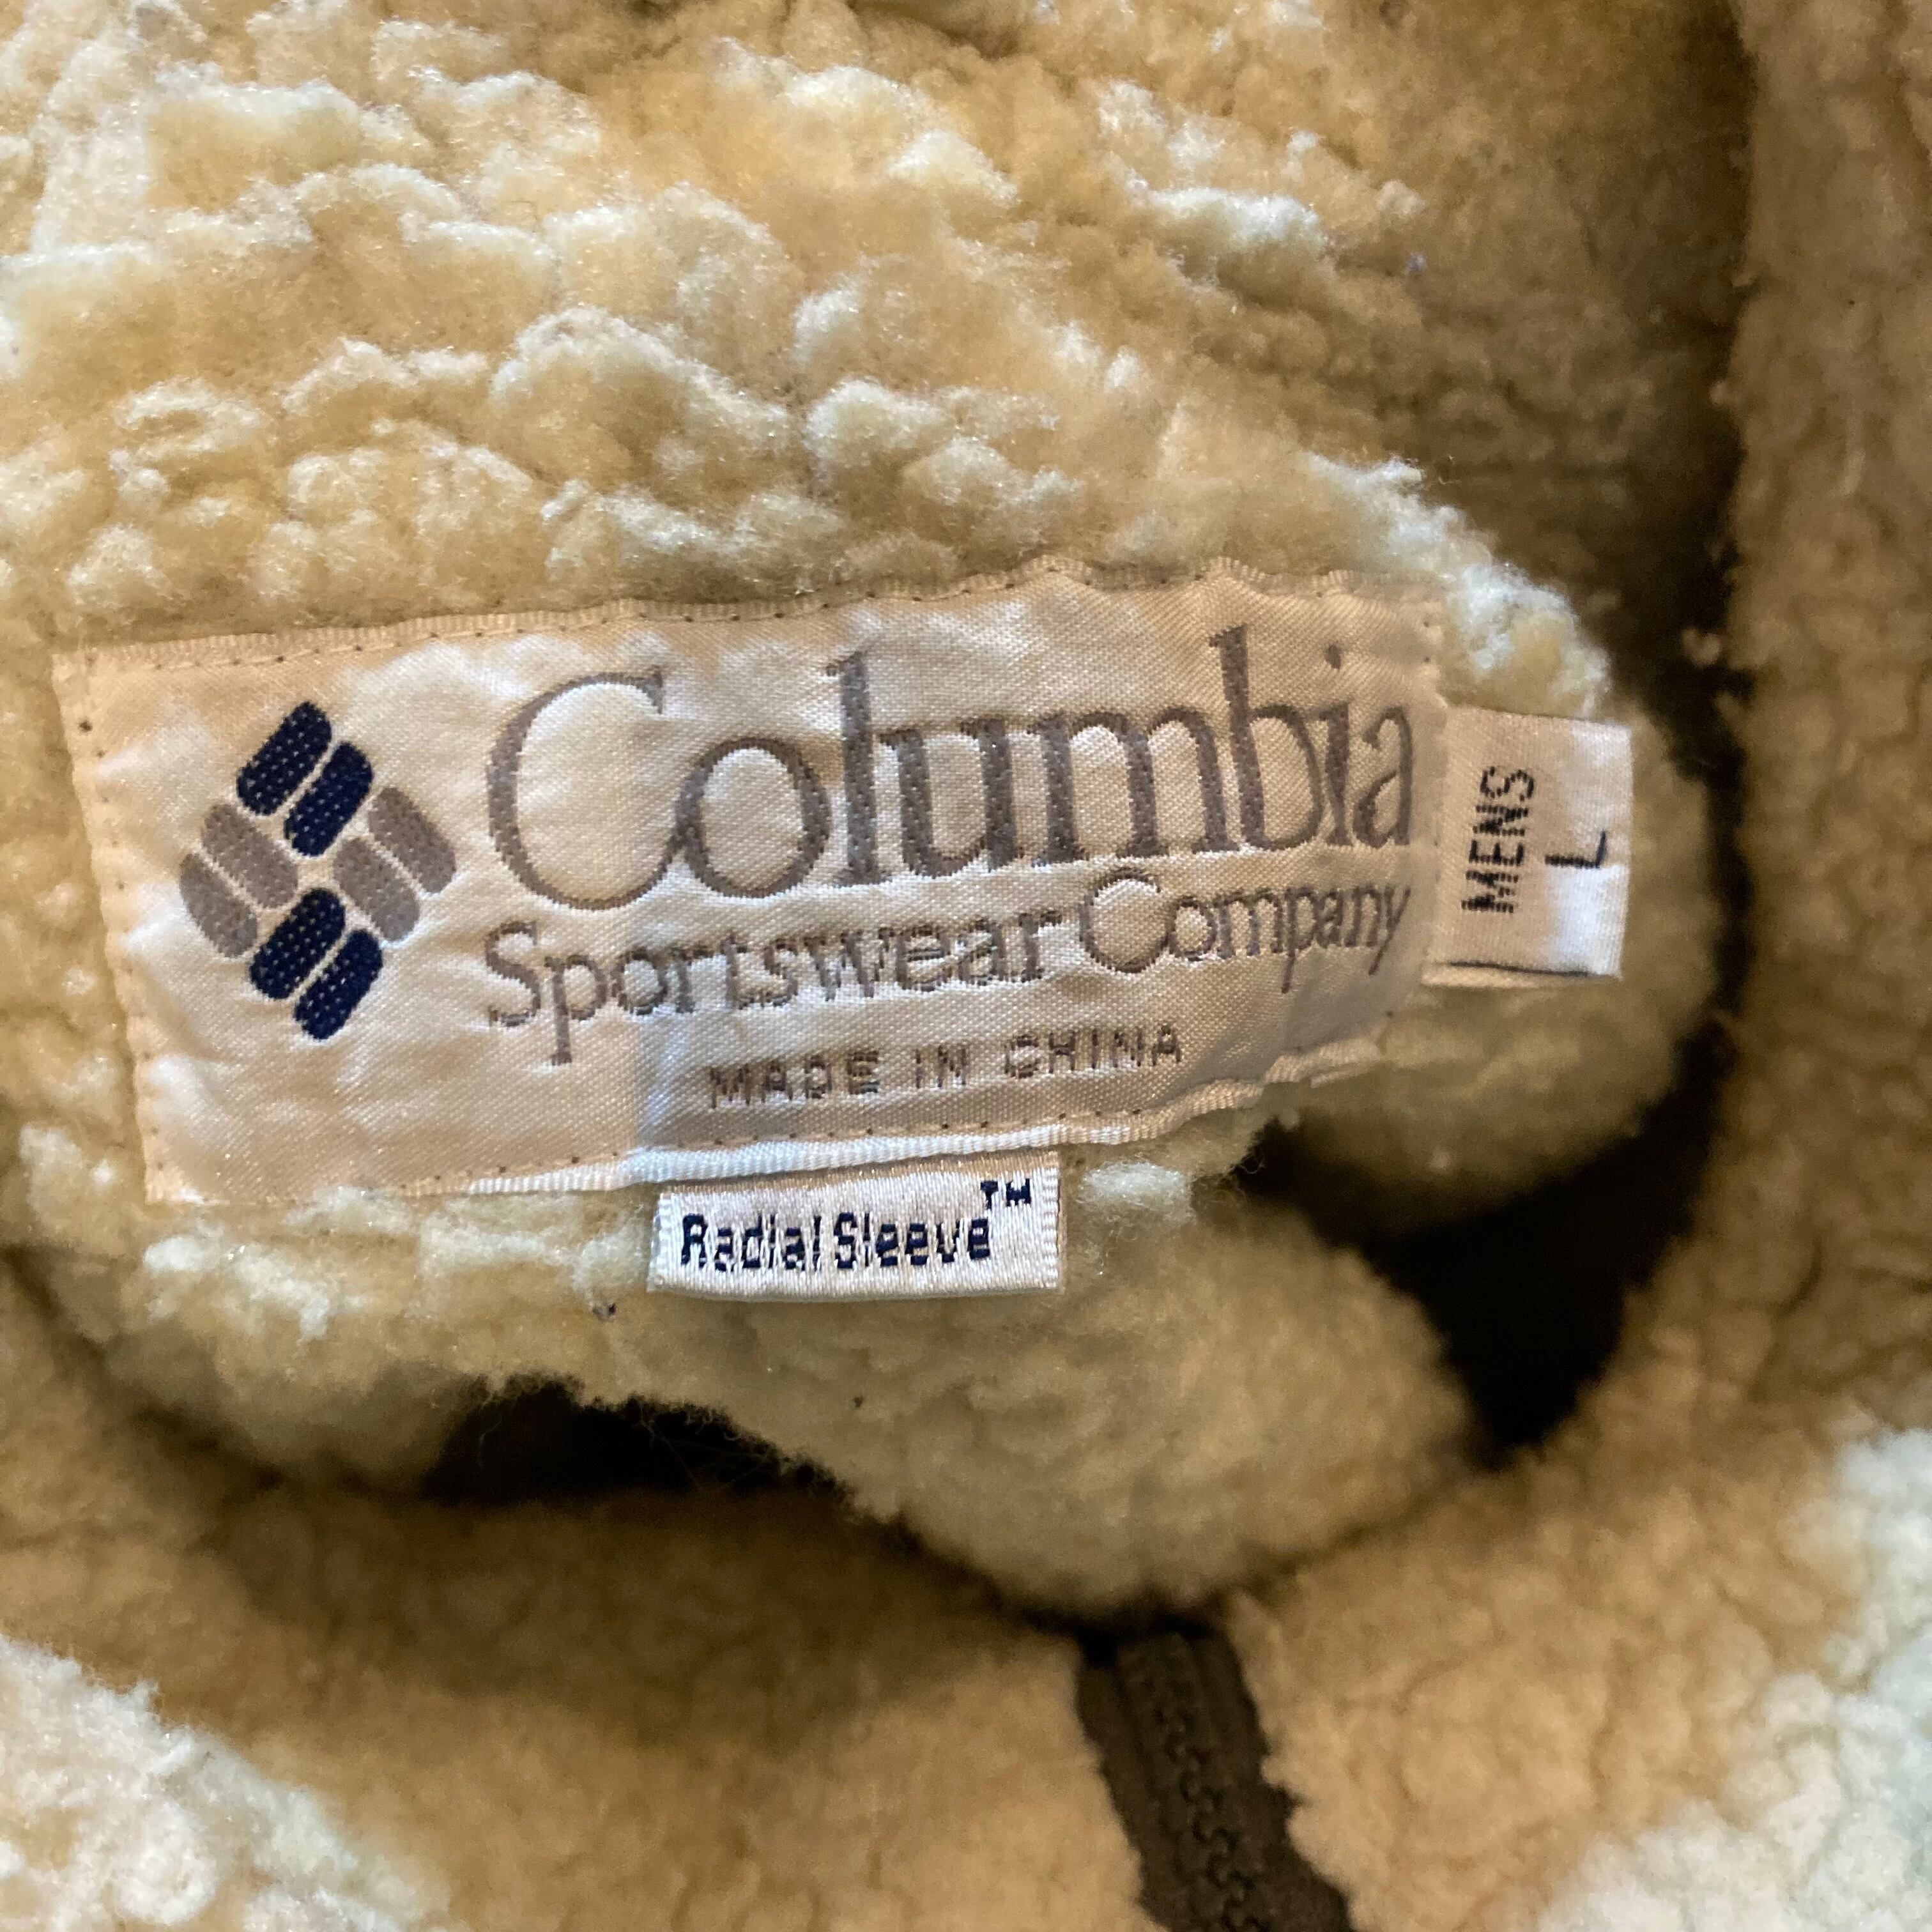 Columbia
Sportswear Company
MADE IN CHINA
MENS
L
Radial Sleeve™